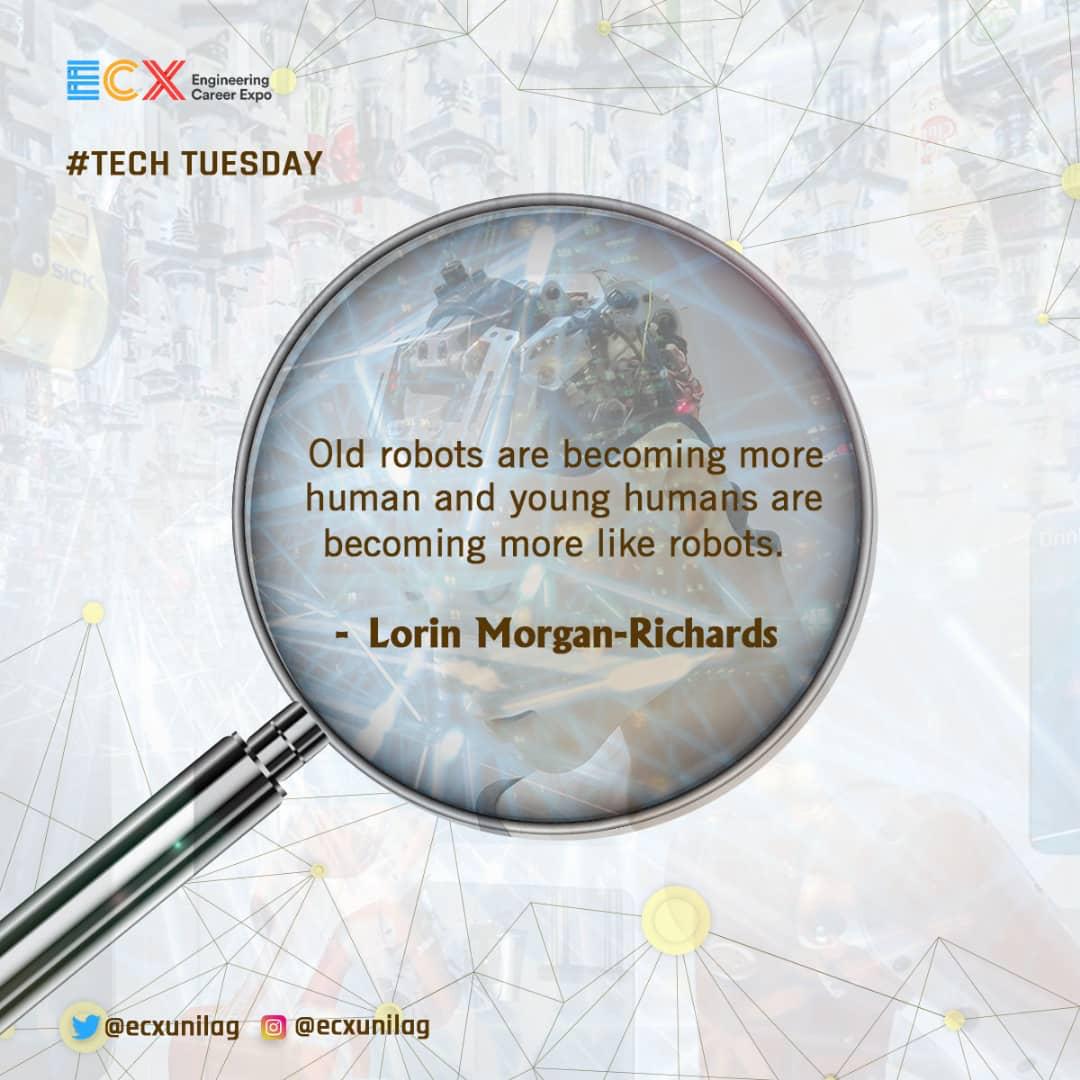 ECX Engineering
Career Expo
#TECH TUESDAY
SICK
Old robots are becoming more
human and young humans are
becoming more like robots.
- Lorin Morgan-Richards
@ecxunilag @ecxunilag